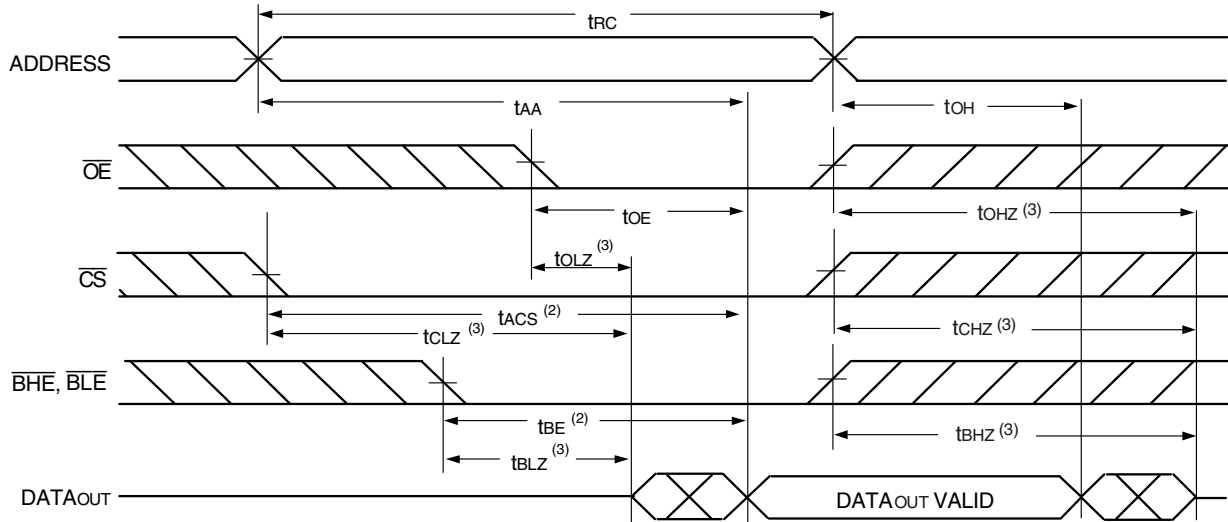 tRC
ADDRESS
tAA
tOH
OE
tOE
tOHZ (3)
tOLZ (3)
CS
tACS (2)
tCLZ (3)
tCHZ (3)
BHE, BLE
tBE (2)
tBHZ (3)
tBLZ (3)
DATAOUT
DATAOUT VALID